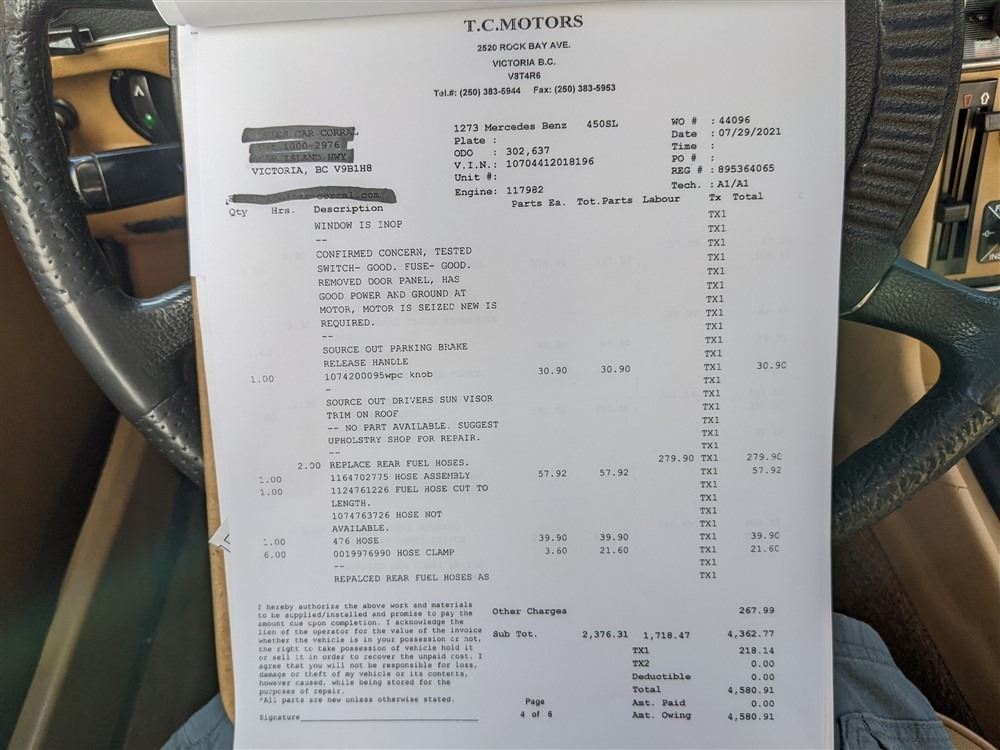 T.C.MOTORS
2520 ROCK BAY AVE.
VICTORIA B.C.
V8T4R6
Tel.#: (250) 383-5944 Fax: (250) 383-5953
CAR CORRAL
1000-2976
ISLAND HWY
VICTORIA, BC V9B1H8
1273 Mercedes Benz 450SL
Plate :
ODO : 302,637
V.I.N.: 10704412018196
Unit #:
Engine: 117982
WO # : 44096
Date : 07/29/2021
Time :
PO # :
REG # : 895364065
Tech. : A1/A1
Qty Hrs. Description Parts Ea. Tot.Parts Labour Tx Total
TX1
WINDOW IS INOP TX1
-- TX1
CONFIRMED CONCERN, TESTED TX1
SWITCH- GOOD. FUSE- GOOD. TX1
REMOVED DOOR PANEL, HAS TX1
GOOD POWER AND GROUND AT TX1
MOTOR, MOTOR IS SEIZED NEW IS TX1
REQUIRED. TX1
-- TX1
SOURCE OUT PARKING BRAKE TX1
RELEASE HANDLE
1.00 1074200095wpc knob 30.90 30.90 TX1 30.90
- TX1
SOURCE OUT DRIVERS SUN VISOR TX1
TRIM ON ROOF TX1
-- NO PART AVAILABLE. SUGGEST TX1
UPHOLSTRY SHOP FOR REPAIR. TX1
-- TX1
2.00 REPLACE REAR FUEL HOSES. 279.90 TX1 279.90
1.00 1164702775 HOSE ASSEMBLY 57.92 57.92 TX1 57.92
1.00 1124761226 FUEL HOSE CUT TO TX1
LENGTH. TX1
1074763726 HOSE NOT TX1
AVAILABLE. TX1
1.00 476 HOSE 39.90 39.90 TX1 39.90
6.00 0019976990 HOSE CLAMP 3.60 21.60 TX1 21.60
-- TX1
REPALCED REAR FUEL HOSES AS TX1
I hereby authorize the above work and materials
to be supplied/installed and promise to pay the
amount due upon completion. I acknowledge the
lien of the operator for the value of the invoice
whether the vehicle is in your possession or not,
the right to take possession of vehicle hold it
or sell it in order to recover the unpaid cost. I
agree that you will not be responsible for loss,
damage or theft of my vehicle or its contents,
however caused, while being stored for the
purposes of repair.
*All parts are new unless otherwise stated.
Signature
Other Charges 267.99
Sub Tot. 2,376.31 1,718.47 4,362.77
TX1 218.14
TX2 0.00
Deductible 0.00
Total 4,580.91
Amt. Paid 0.00
Amt. Owing 4,580.91
Page
4 of 6